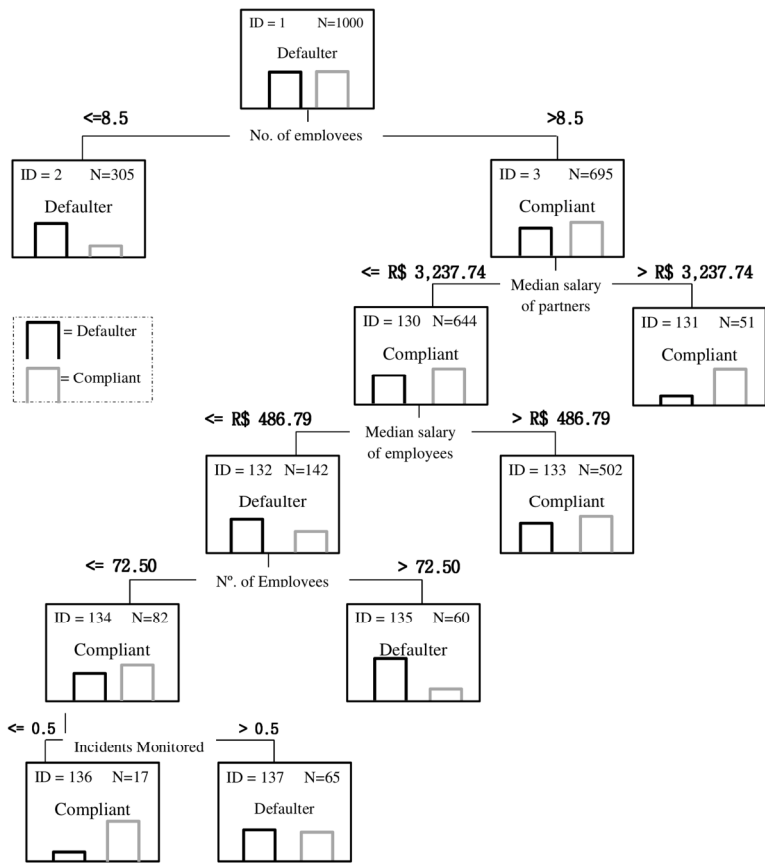 ID = 1 N=1000
Defaulter
<=8.5 >8.5
No. of employees
ID = 2 N=305
Defaulter
ID = 3 N=695
Compliant
<= R$ 3,237.74 > R$ 3,237.74
Median salary
of partners
= Defaulter
= Compliant
ID = 130 N=644
Compliant
ID = 131 N=51
Compliant
<= R$ 486.79 > R$ 486.79
Median salary
of employees
ID = 132 N=142
Defaulter
ID = 133 N=502
Compliant
<= 72.50 > 72.50
Nº. of Employees
ID = 134 N=82
Compliant
ID = 135 N=60
Defaulter
<= 0.5 > 0.5
Incidents Monitored
ID = 136 N=17
Compliant
ID = 137 N=65
Defaulter